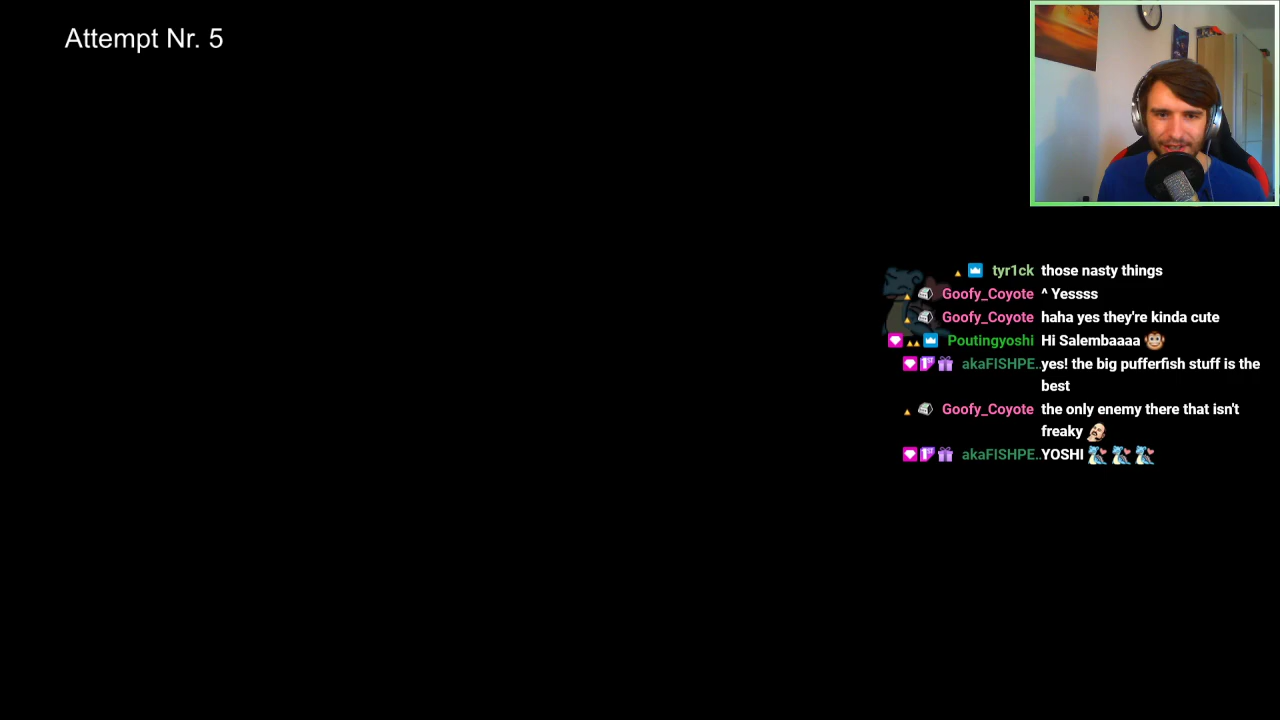 Attempt Nr. 5
tyr1ck those nasty things
Goofy_Coyote ^ Yessss
Goofy_Coyote haha yes they're kinda cute
Poutingyoshi Hi Salembaaaa
akaFISHPE.. yes! the big pufferfish stuff is the
best
Goofy_Coyote the only enemy there that isn't
freaky
akaFISHPE.. YOSHI